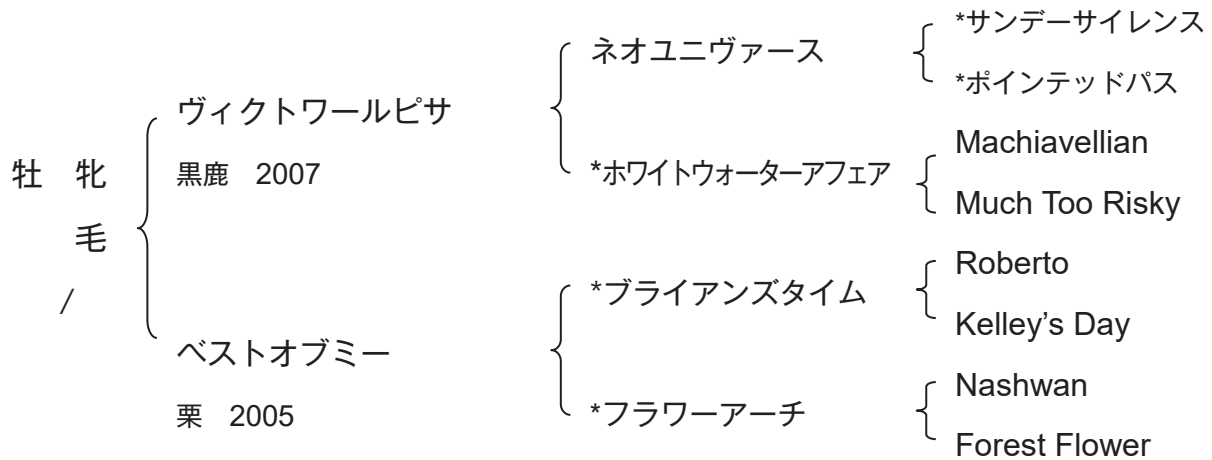 *サンデーサイレンス
ネオユニヴァース
*ポインテッドパス
ヴィクトワールピサ
Machiavellian
牡　牝
黒鹿　2007
*ホワイトウォーターアフェア
Much Too Risky
毛
Roberto
/
*ブライアンズタイム
Kelley’s Day
ベストオブミー
Nashwan
栗　2005
*フラワーアーチ
Forest Flower